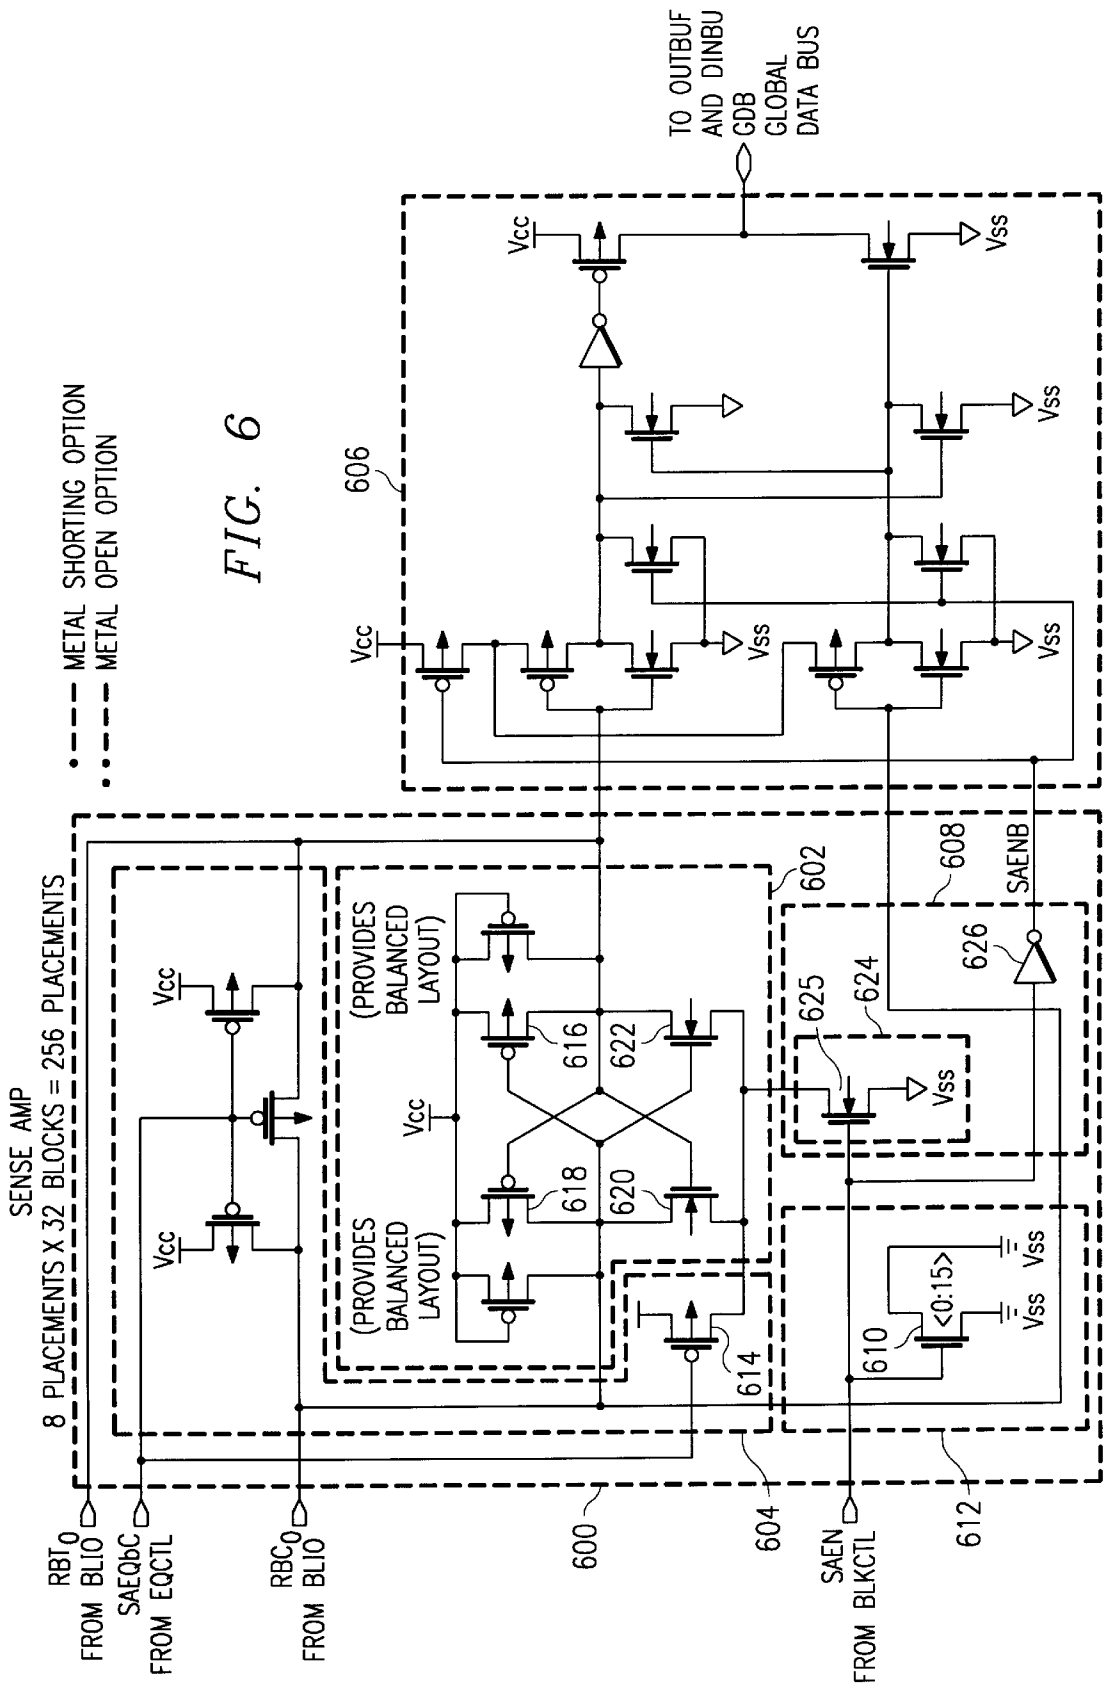 FIG. 6
METAL SHORTING OPTION
METAL OPEN OPTION
SENSE AMP
8 PLACEMENTS X 32 BLOCKS = 256 PLACEMENTS
RBT0
FROM BLIO
SAEQbC
FROM EQCTL
RBC0
FROM BLIO
SAEN
FROM BLKCTL
600
604
612
Vcc
Vcc
(PROVIDES
BALANCED
LAYOUT)
Vcc
(PROVIDES
BALANCED
LAYOUT)
618
616
620
622
614
602
610
<0:15>
Vss
Vss
625
624
Vss
626
608
SAENB
606
Vcc
Vss
Vss
Vss
Vcc
Vss
TO OUTBUF
AND DINBU
GDB
GLOBAL
DATA BUS